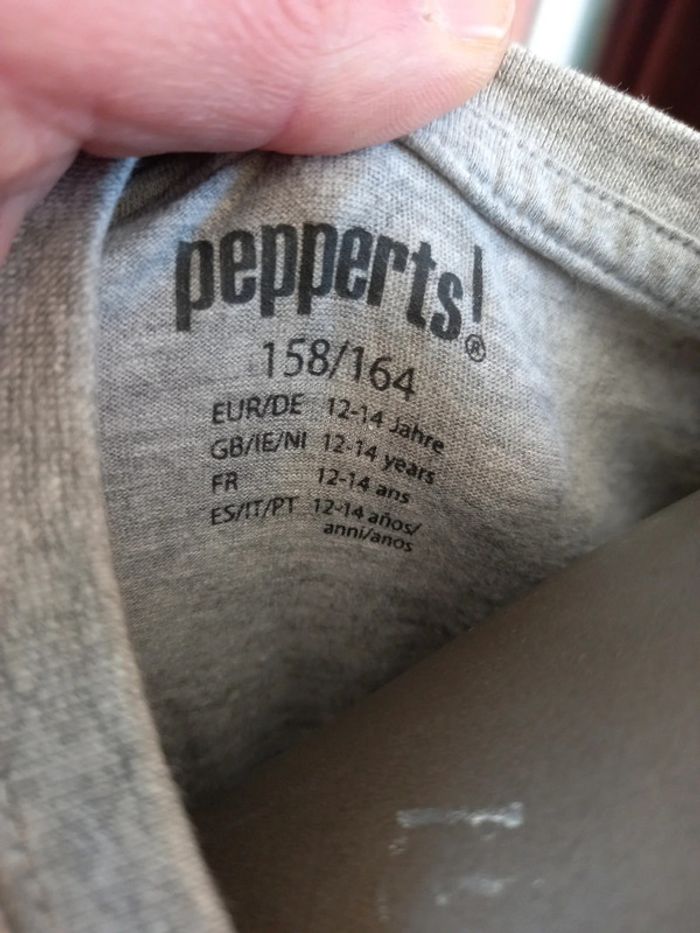 pepperts!®
158/164
EUR/DE 12-14 Jahre
GB/IE/NI 12-14 years
FR 12-14 ans
ES/IT/PT 12-14 años/
anni/anos